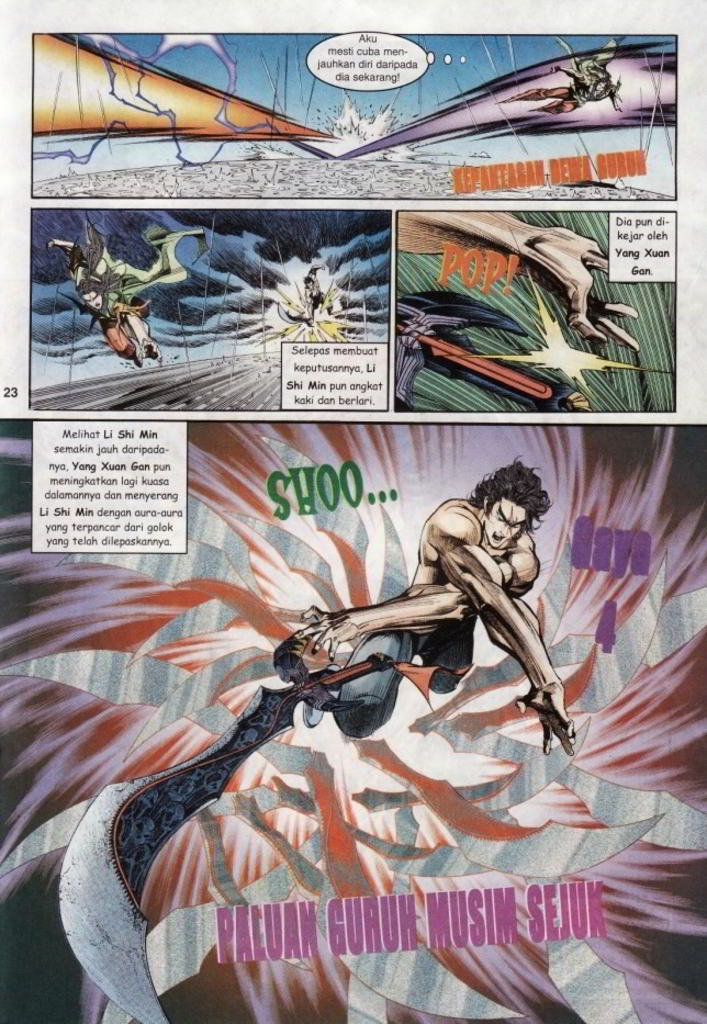 Aku
mesti cuba men-
jauhkan diri daripada
dia sekarang!
KEPANTASAN DEWA GURUH
Selepas membuat
keputusannya, Li
Shi Min pun angkat
kaki dan berlari.
POP!
Dia pun di-
kejar oleh
Yang Xuan
Gan.
23
Melihat Li Shi Min
semakin jauh daripada-
nya, Yang Xuan Gan pun
meningkatkan lagi kuasa
dalamannya dan menyerang
Li Shi Min dengan aura-aura
yang terpancar dari golok
yang telah dilepaskannya.
SHOO...
daya
4
PALUAN GURUH MUSIM SEJUK